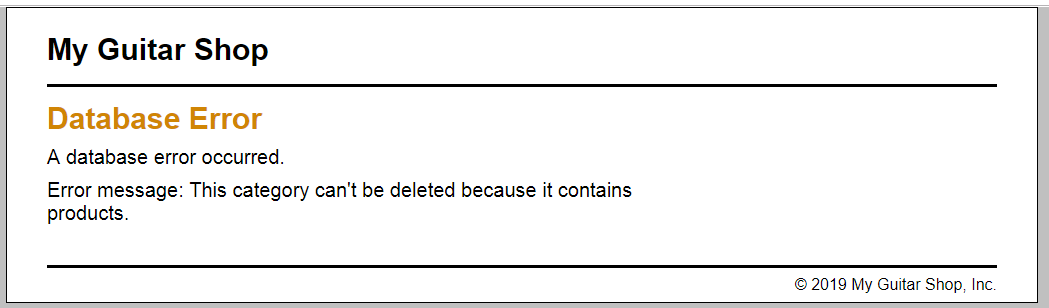 My Guitar Shop
Database Error
A database error occurred.
Error message: This category can't be deleted because it contains
products.
© 2019 My Guitar Shop, Inc.